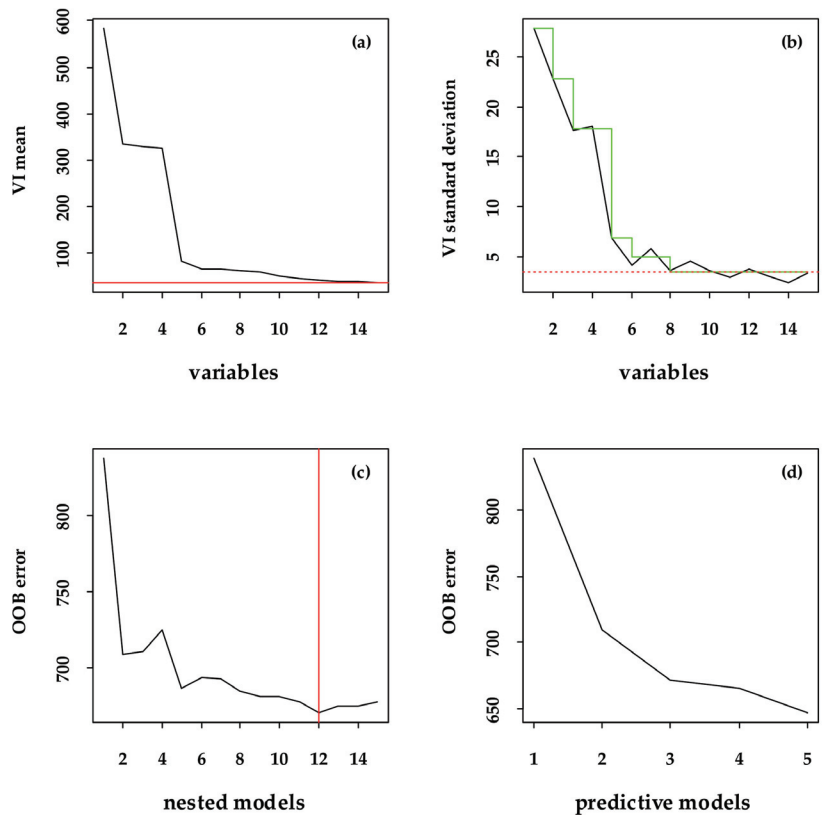 (a)
VI mean
600
500
400
300
200
100
2 4 6 8 10 12 14
variables
(b)
VI standard deviation
25
20
15
10
5
2 4 6 8 10 12 14
variables
(c)
OOB error
800
750
700
2 4 6 8 10 12 14
nested models
(d)
OOB error
800
750
700
650
1 2 3 4 5
predictive models